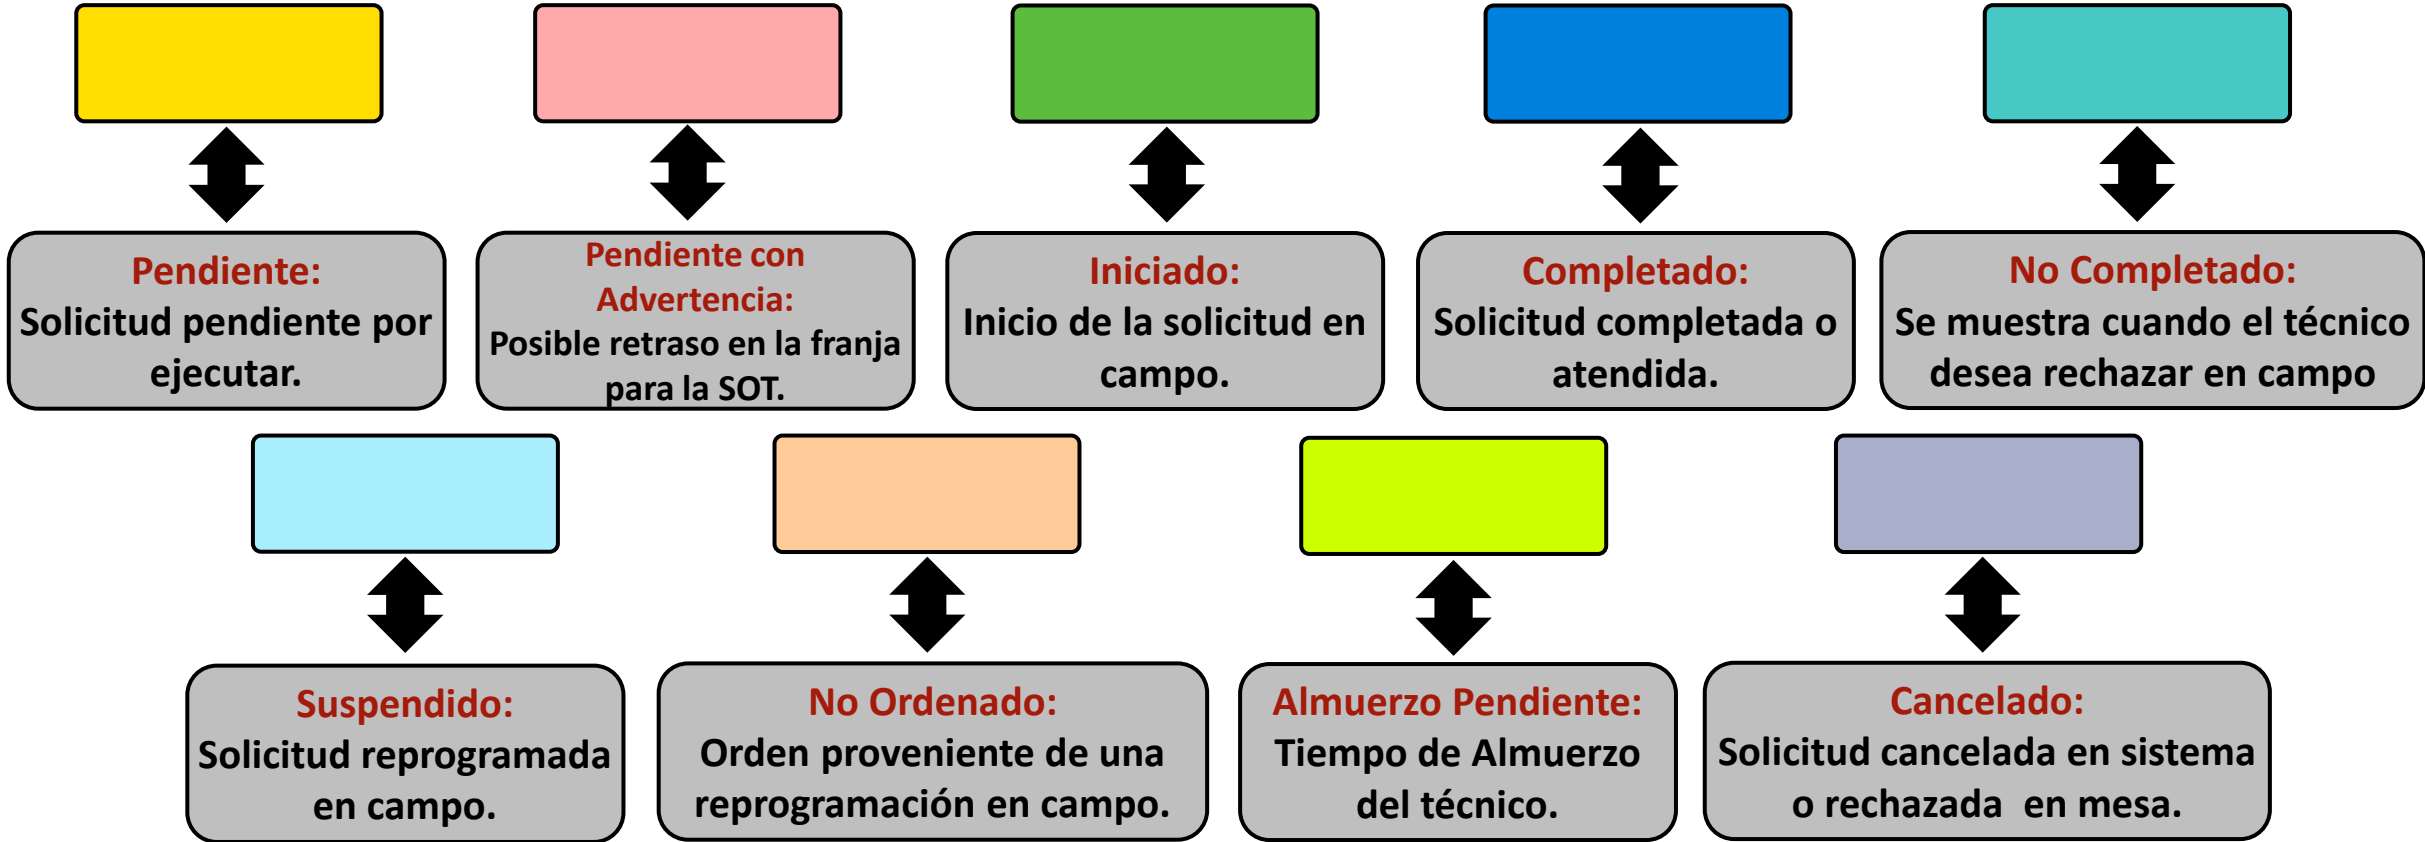 Pendiente:
Solicitud pendiente por
ejecutar.
Pendiente con
Advertencia:
Posible retraso en la franja
para la SOT.
Iniciado:
Inicio de la solicitud en
campo.
Completado:
Solicitud completada o
atendida.
No Completado:
Se muestra cuando el técnico
desea rechazar en campo
Suspendido:
Solicitud reprogramada
en campo.
No Ordenado:
Orden proveniente de una
reprogramación en campo.
Almuerzo Pendiente:
Tiempo de Almuerzo
del técnico.
Cancelado:
Solicitud cancelada en sistema
o rechazada  en mesa.